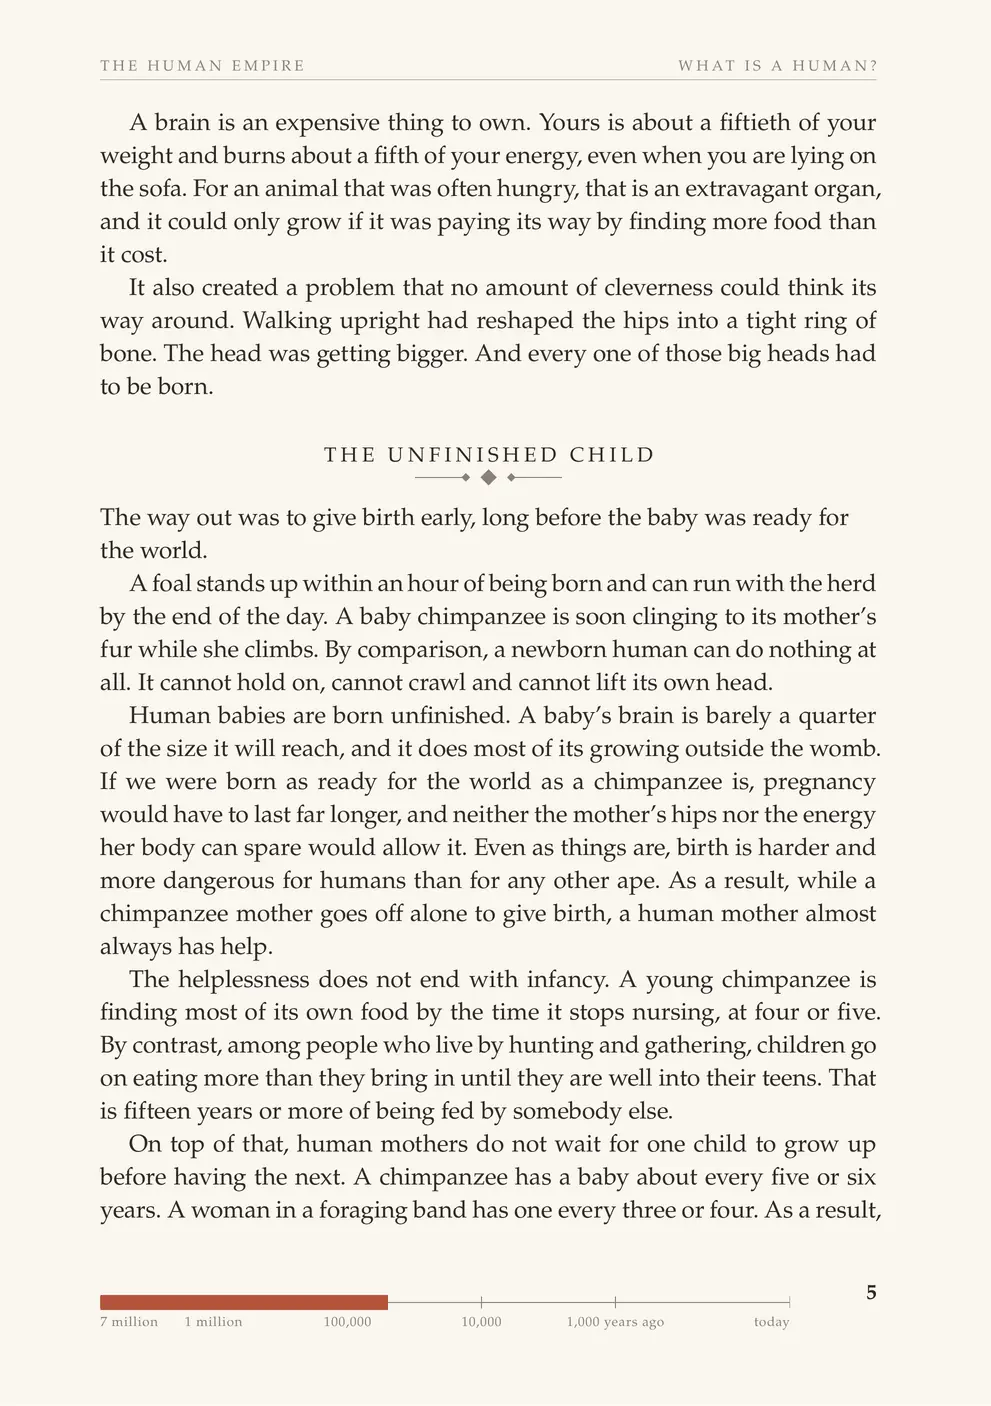 THE HUMAN EMPIRE
WHAT IS A HUMAN?
A brain is an expensive thing to own. Yours is about a fiftieth of your
weight and burns about a fifth of your energy, even when you are lying on
the sofa. For an animal that was often hungry, that is an extravagant organ,
and it could only grow if it was paying its way by finding more food than
it cost.
It also created a problem that no amount of cleverness could think its
way around. Walking upright had reshaped the hips into a tight ring of
bone. The head was getting bigger. And every one of those big heads had
to be born.
THE UNFINISHED CHILD
The way out was to give birth early, long before the baby was ready for
the world.
A foal stands up within an hour of being born and can run with the herd
by the end of the day. A baby chimpanzee is soon clinging to its mother’s
fur while she climbs. By comparison, a newborn human can do nothing at
all. It cannot hold on, cannot crawl and cannot lift its own head.
Human babies are born unfinished. A baby’s brain is barely a quarter
of the size it will reach, and it does most of its growing outside the womb.
If we were born as ready for the world as a chimpanzee is, pregnancy
would have to last far longer, and neither the mother’s hips nor the energy
her body can spare would allow it. Even as things are, birth is harder and
more dangerous for humans than for any other ape. As a result, while a
chimpanzee mother goes off alone to give birth, a human mother almost
always has help.
The helplessness does not end with infancy. A young chimpanzee is
finding most of its own food by the time it stops nursing, at four or five.
By contrast, among people who live by hunting and gathering, children go
on eating more than they bring in until they are well into their teens. That
is fifteen years or more of being fed by somebody else.
On top of that, human mothers do not wait for one child to grow up
before having the next. A chimpanzee has a baby about every five or six
years. A woman in a foraging band has one every three or four. As a result,
5
7 million 1 million 100,000 10,000 1,000 years ago today